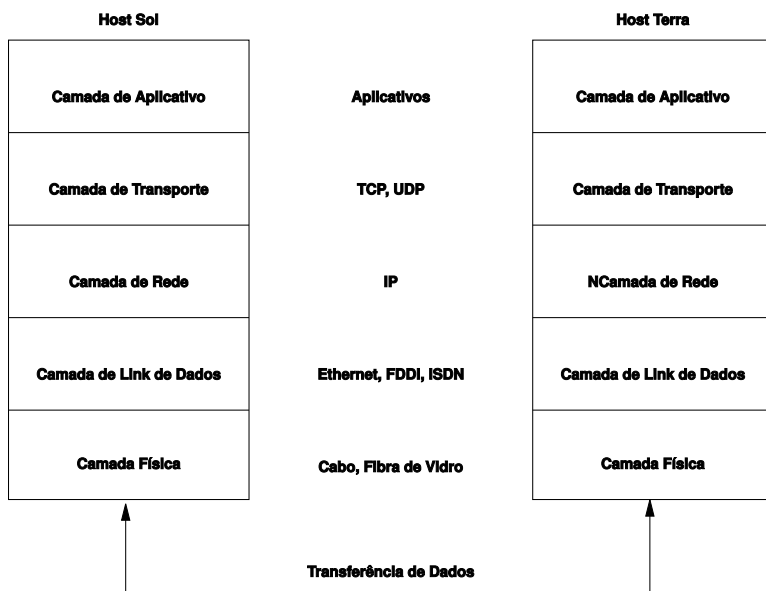 Host Sol
Host Terra
Camada de Aplicativo
Aplicativos
Camada de Aplicativo
Camada de Transporte
TCP, UDP
Camada de Transporte
Camada de Rede
IP
NCamada de Rede
Camada de Link de Dados
Ethernet, FDDI, ISDN
Camada de Link de Dados
Camada Física
Cabo, Fibra de Vidro
Camada Física
Transferência de Dados